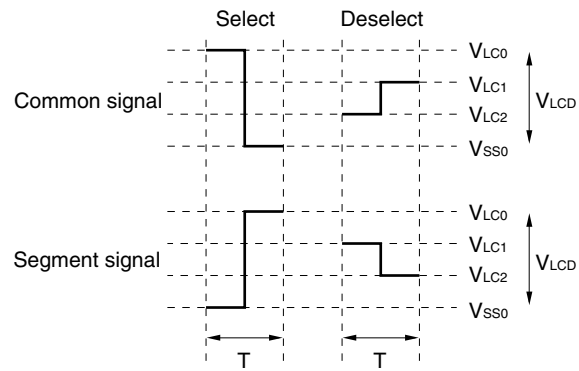 Select Deselect
VLC0
VLC1
Common signal VLCD
VLC2
VSS0
VLC0
VLC1
Segment signal VLCD
VLC2
VSS0
T T